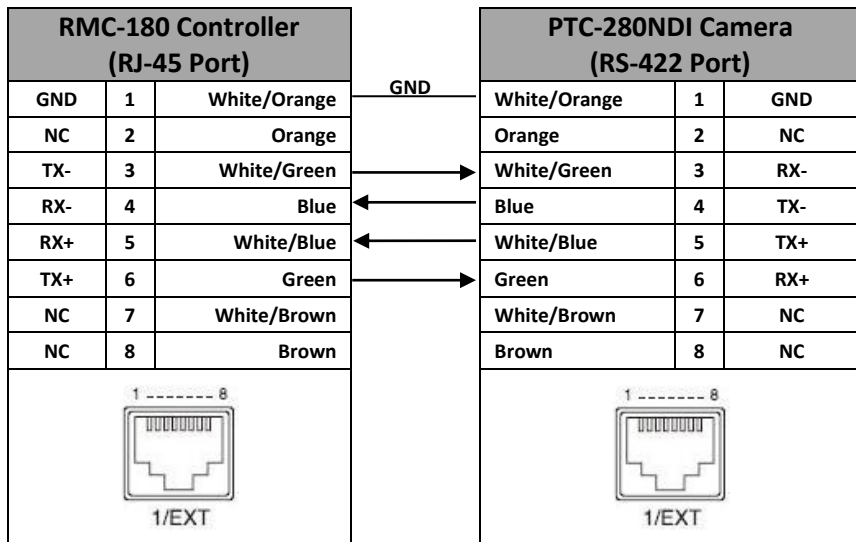 RMC-180 Controller
(RJ-45 Port)
PTC-280NDI Camera
(RS-422 Port)
GND 1 White/Orange GND White/Orange 1 GND
NC 2 Orange Orange 2 NC
TX- 3 White/Green White/Green 3 RX-
RX- 4 Blue Blue 4 TX-
RX+ 5 White/Blue White/Blue 5 TX+
TX+ 6 Green Green 6 RX+
NC 7 White/Brown White/Brown 7 NC
NC 8 Brown Brown 8 NC
1 ------- 8
1/EXT
1 ------- 8
1/EXT